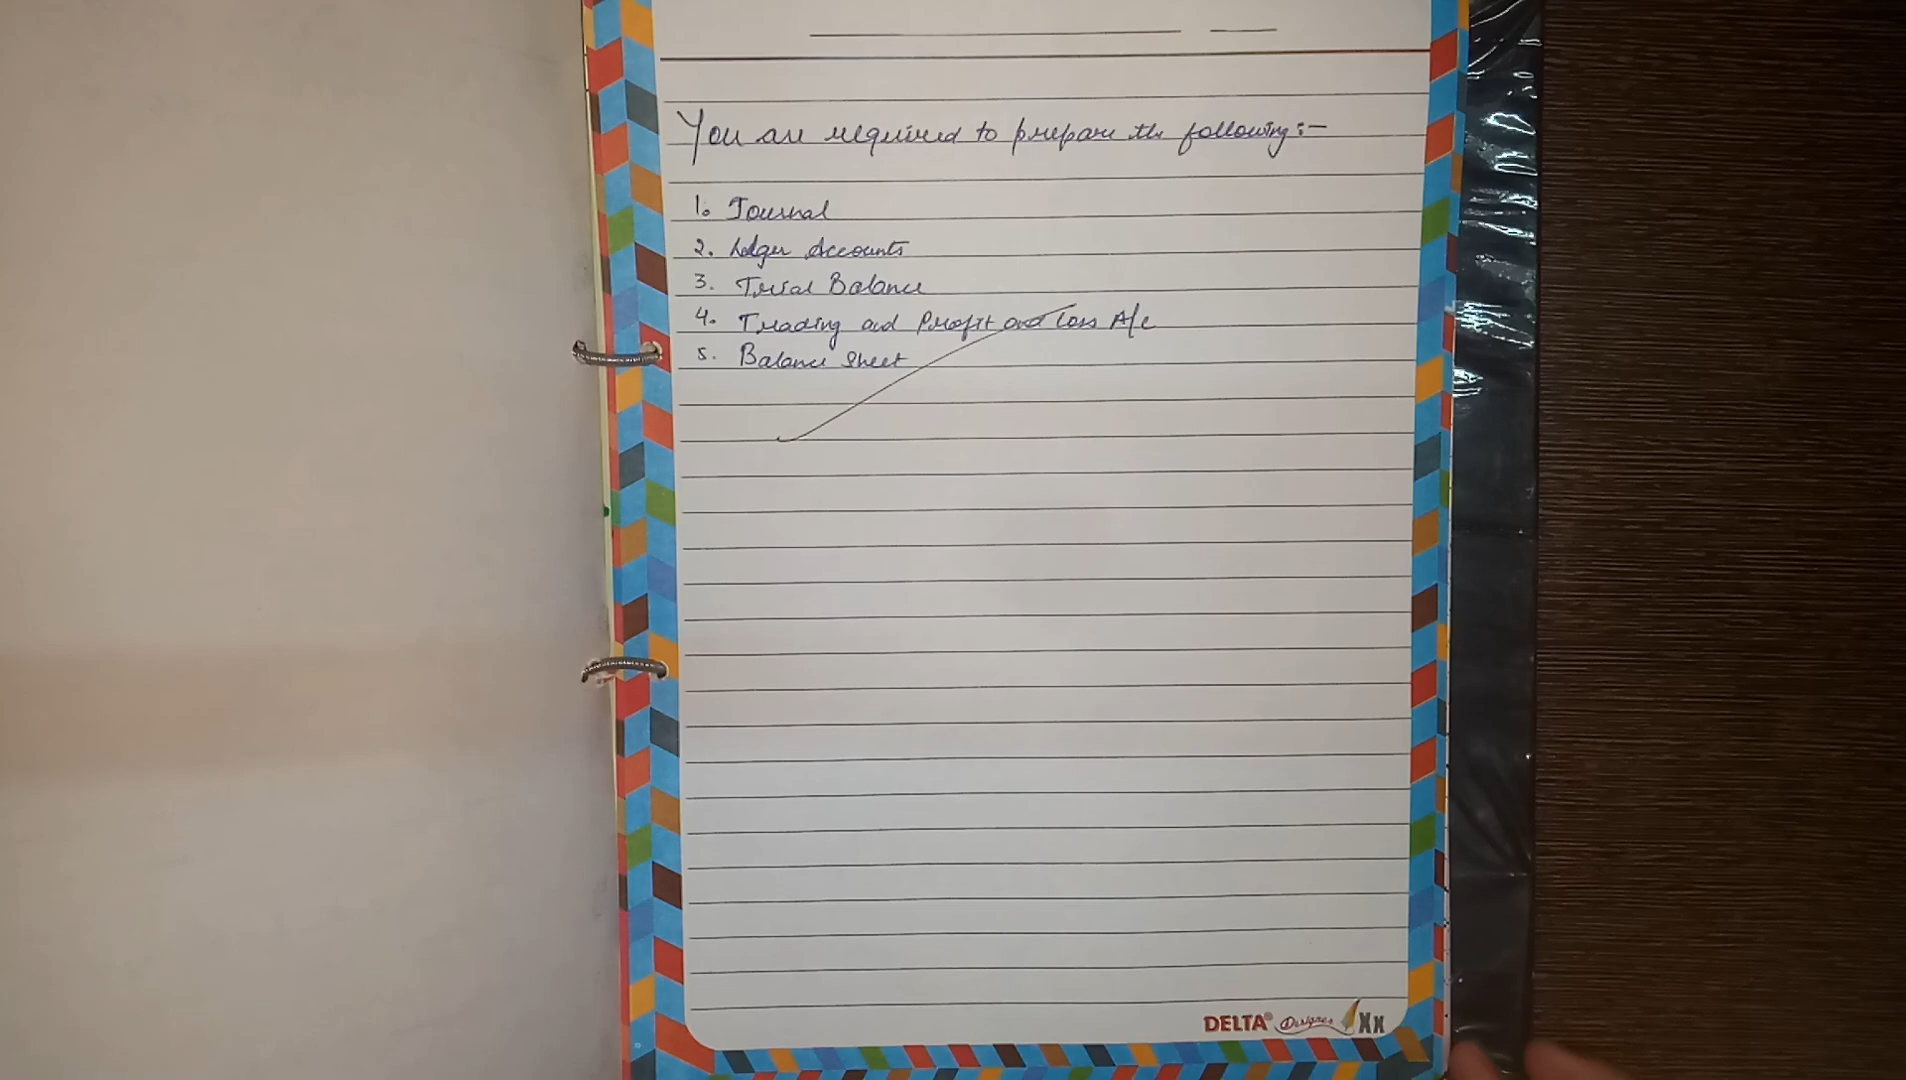 You are required to prepare the following:-
1. Journal
2. Ledger Accounts
3. Trial Balance
4. Trading and Profit and Loss A/c
5. Balance Sheet
DELTA® Designer